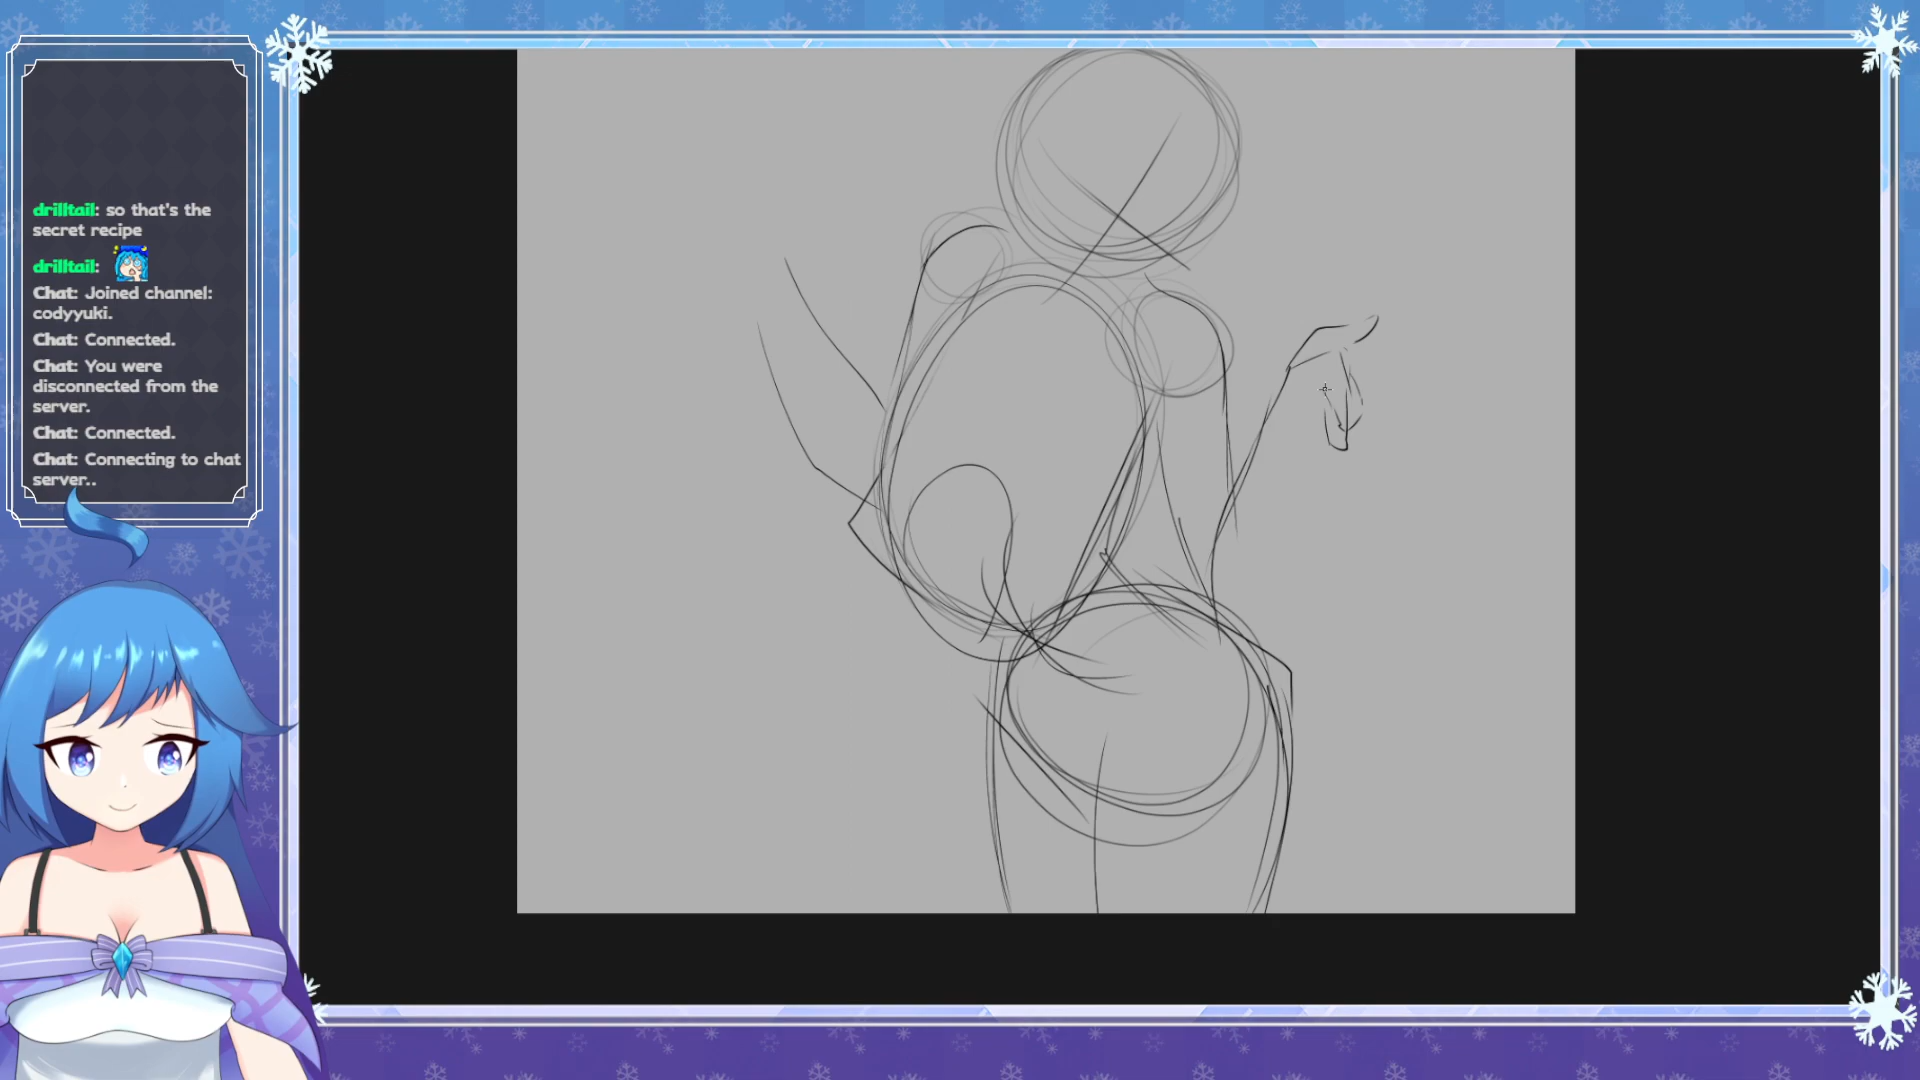 drilltail: so that's the
secret recipe
drilltail:
Chat: Joined channel:
codyyuki.
Chat: Connected.
Chat: You were
disconnected from the
server.
Chat: Connected.
Chat: Connecting to chat
server..